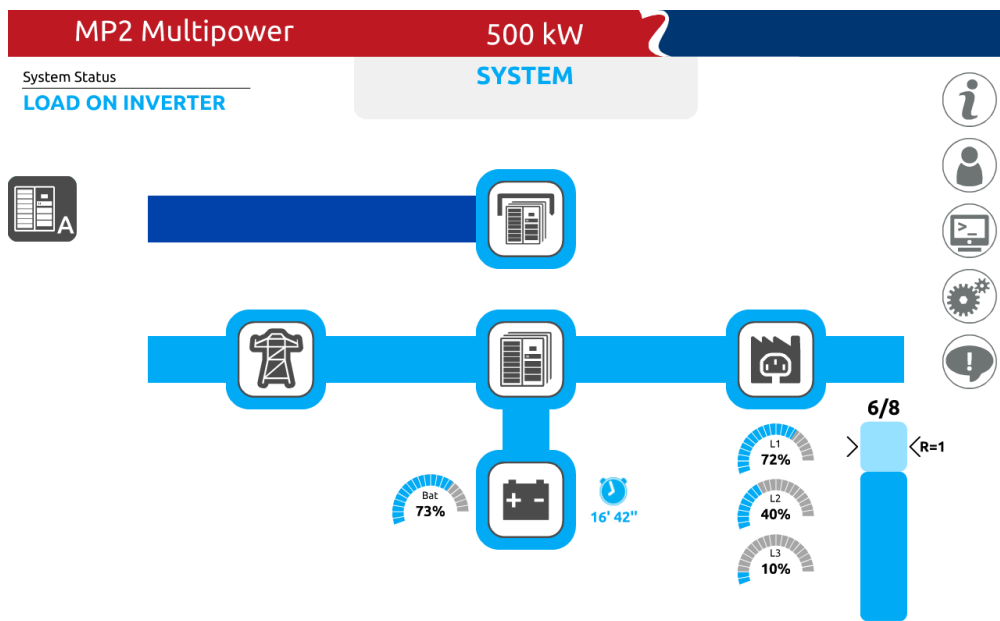 MP2 Multipower 500 kW
System Status
LOAD ON INVERTER
SYSTEM
A
>_
6/8
L1
72%
R=1
Bat
73%
16' 42"
L2
40%
L3
10%